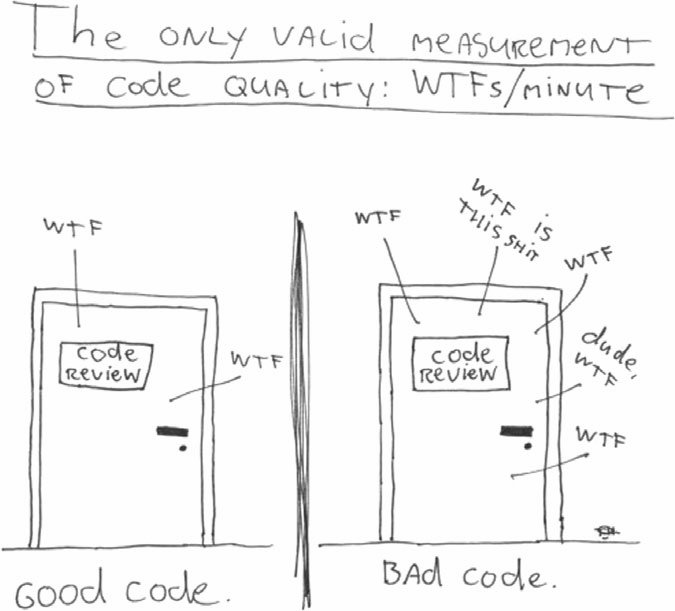 The ONLY VALID MEASUREMENT
OF CODE QUALITY: WTFs/MINUTE
WTF
CODE
REVIEW
WTF
GOOD CODE.
WTF
WTF IS
THIS SHIT
WTF
CODE
REVIEW
dude,
WTF
WTF
BAD CODE.